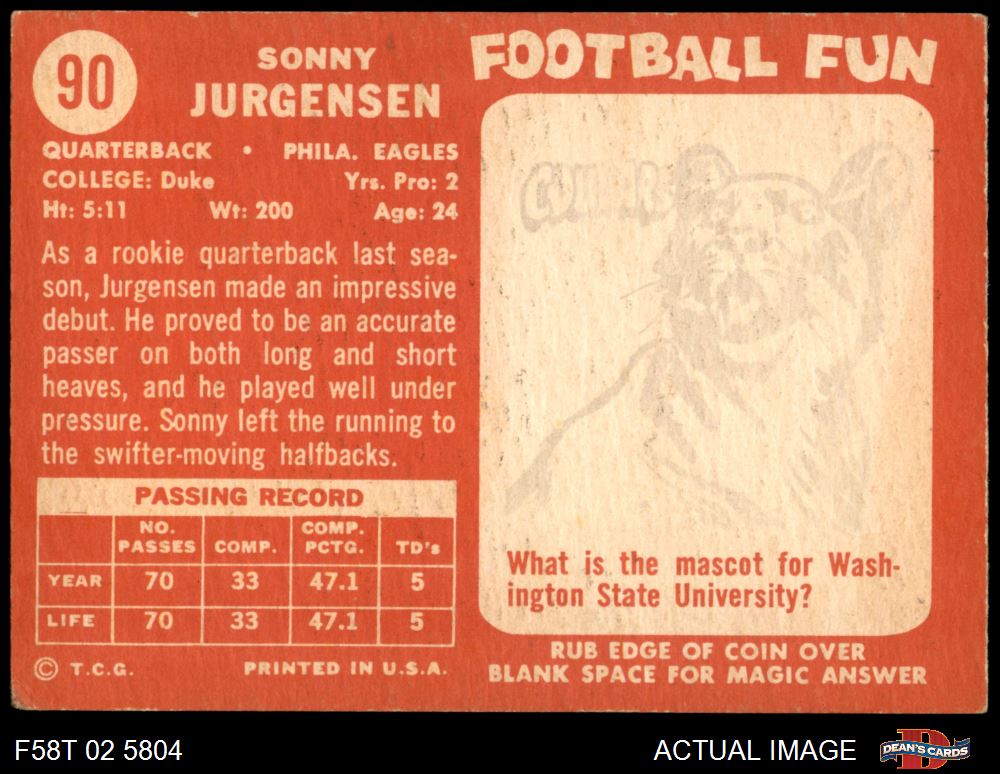 90
SONNY
JURGENSEN
QUARTERBACK • PHILA. EAGLES
COLLEGE: Duke Yrs. Pro: 2
Ht: 5:11 Wt: 200 Age: 24
As a rookie quarterback last sea-
son, Jurgensen made an impressive
debut. He proved to be an accurate
passer on both long and short
heaves, and he played well under
pressure. Sonny left the running to
the swifter-moving halfbacks.
PASSING RECORD
NO. PASSES COMP. COMP. PCTG. TD's
YEAR 70 33 47.1 5
LIFE 70 33 47.1 5
© T.C.G. PRINTED IN U.S.A.
FOOTBALL FUN
What is the mascot for Wash-
ington State University?
RUB EDGE OF COIN OVER
BLANK SPACE FOR MAGIC ANSWER
F58T 02 5804
ACTUAL IMAGE
DEAN'S CARDS